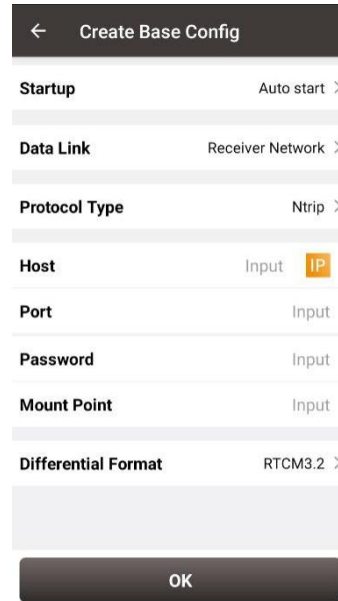 Create Base Config
Startup Auto start
Data Link Receiver Network
Protocol Type Ntrip
Host Input IP
Port Input
Password Input
Mount Point Input
Differential Format RTCM3.2
OK